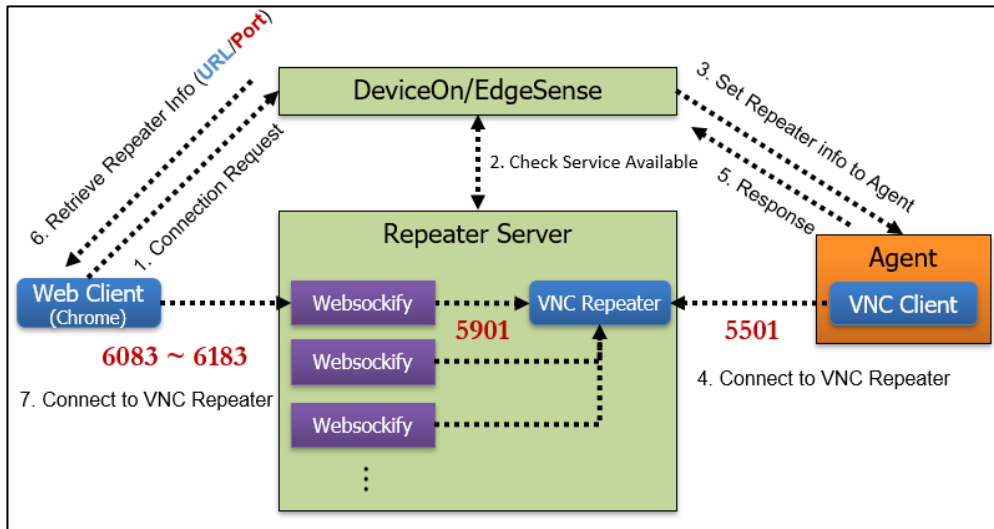 DeviceOn/EdgeSense
6. Retrieve Repeater Info (URL/Port)
1. Connection Request
2. Check Service Available
3. Set Repeater info to Agent
5. Response
Repeater Server
Agent
Web Client
(Chrome)
Websockify
5901
VNC Repeater
5501
VNC Client
6083 ~ 6183
Websockify
7. Connect to VNC Repeater
4. Connect to VNC Repeater
Websockify
⋮